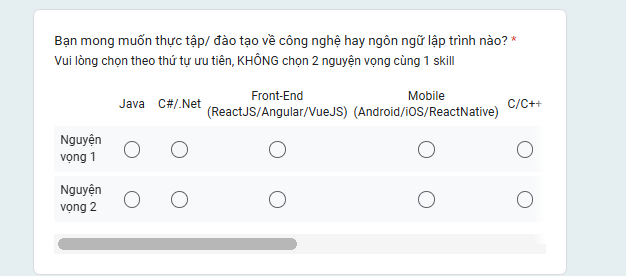 Bạn mong muốn thực tập/ đào tạo về công nghệ hay ngôn ngữ lập trình nào? *
Vui lòng chọn theo thứ tự ưu tiên, KHÔNG chọn 2 nguyện vọng cùng 1 skill
Java C#/.Net Front-End Mobile C/C++
(ReactJS/Angular/VueJS) (Android/iOS/ReactNative)
Nguyện
vọng 1
Nguyện
vọng 2